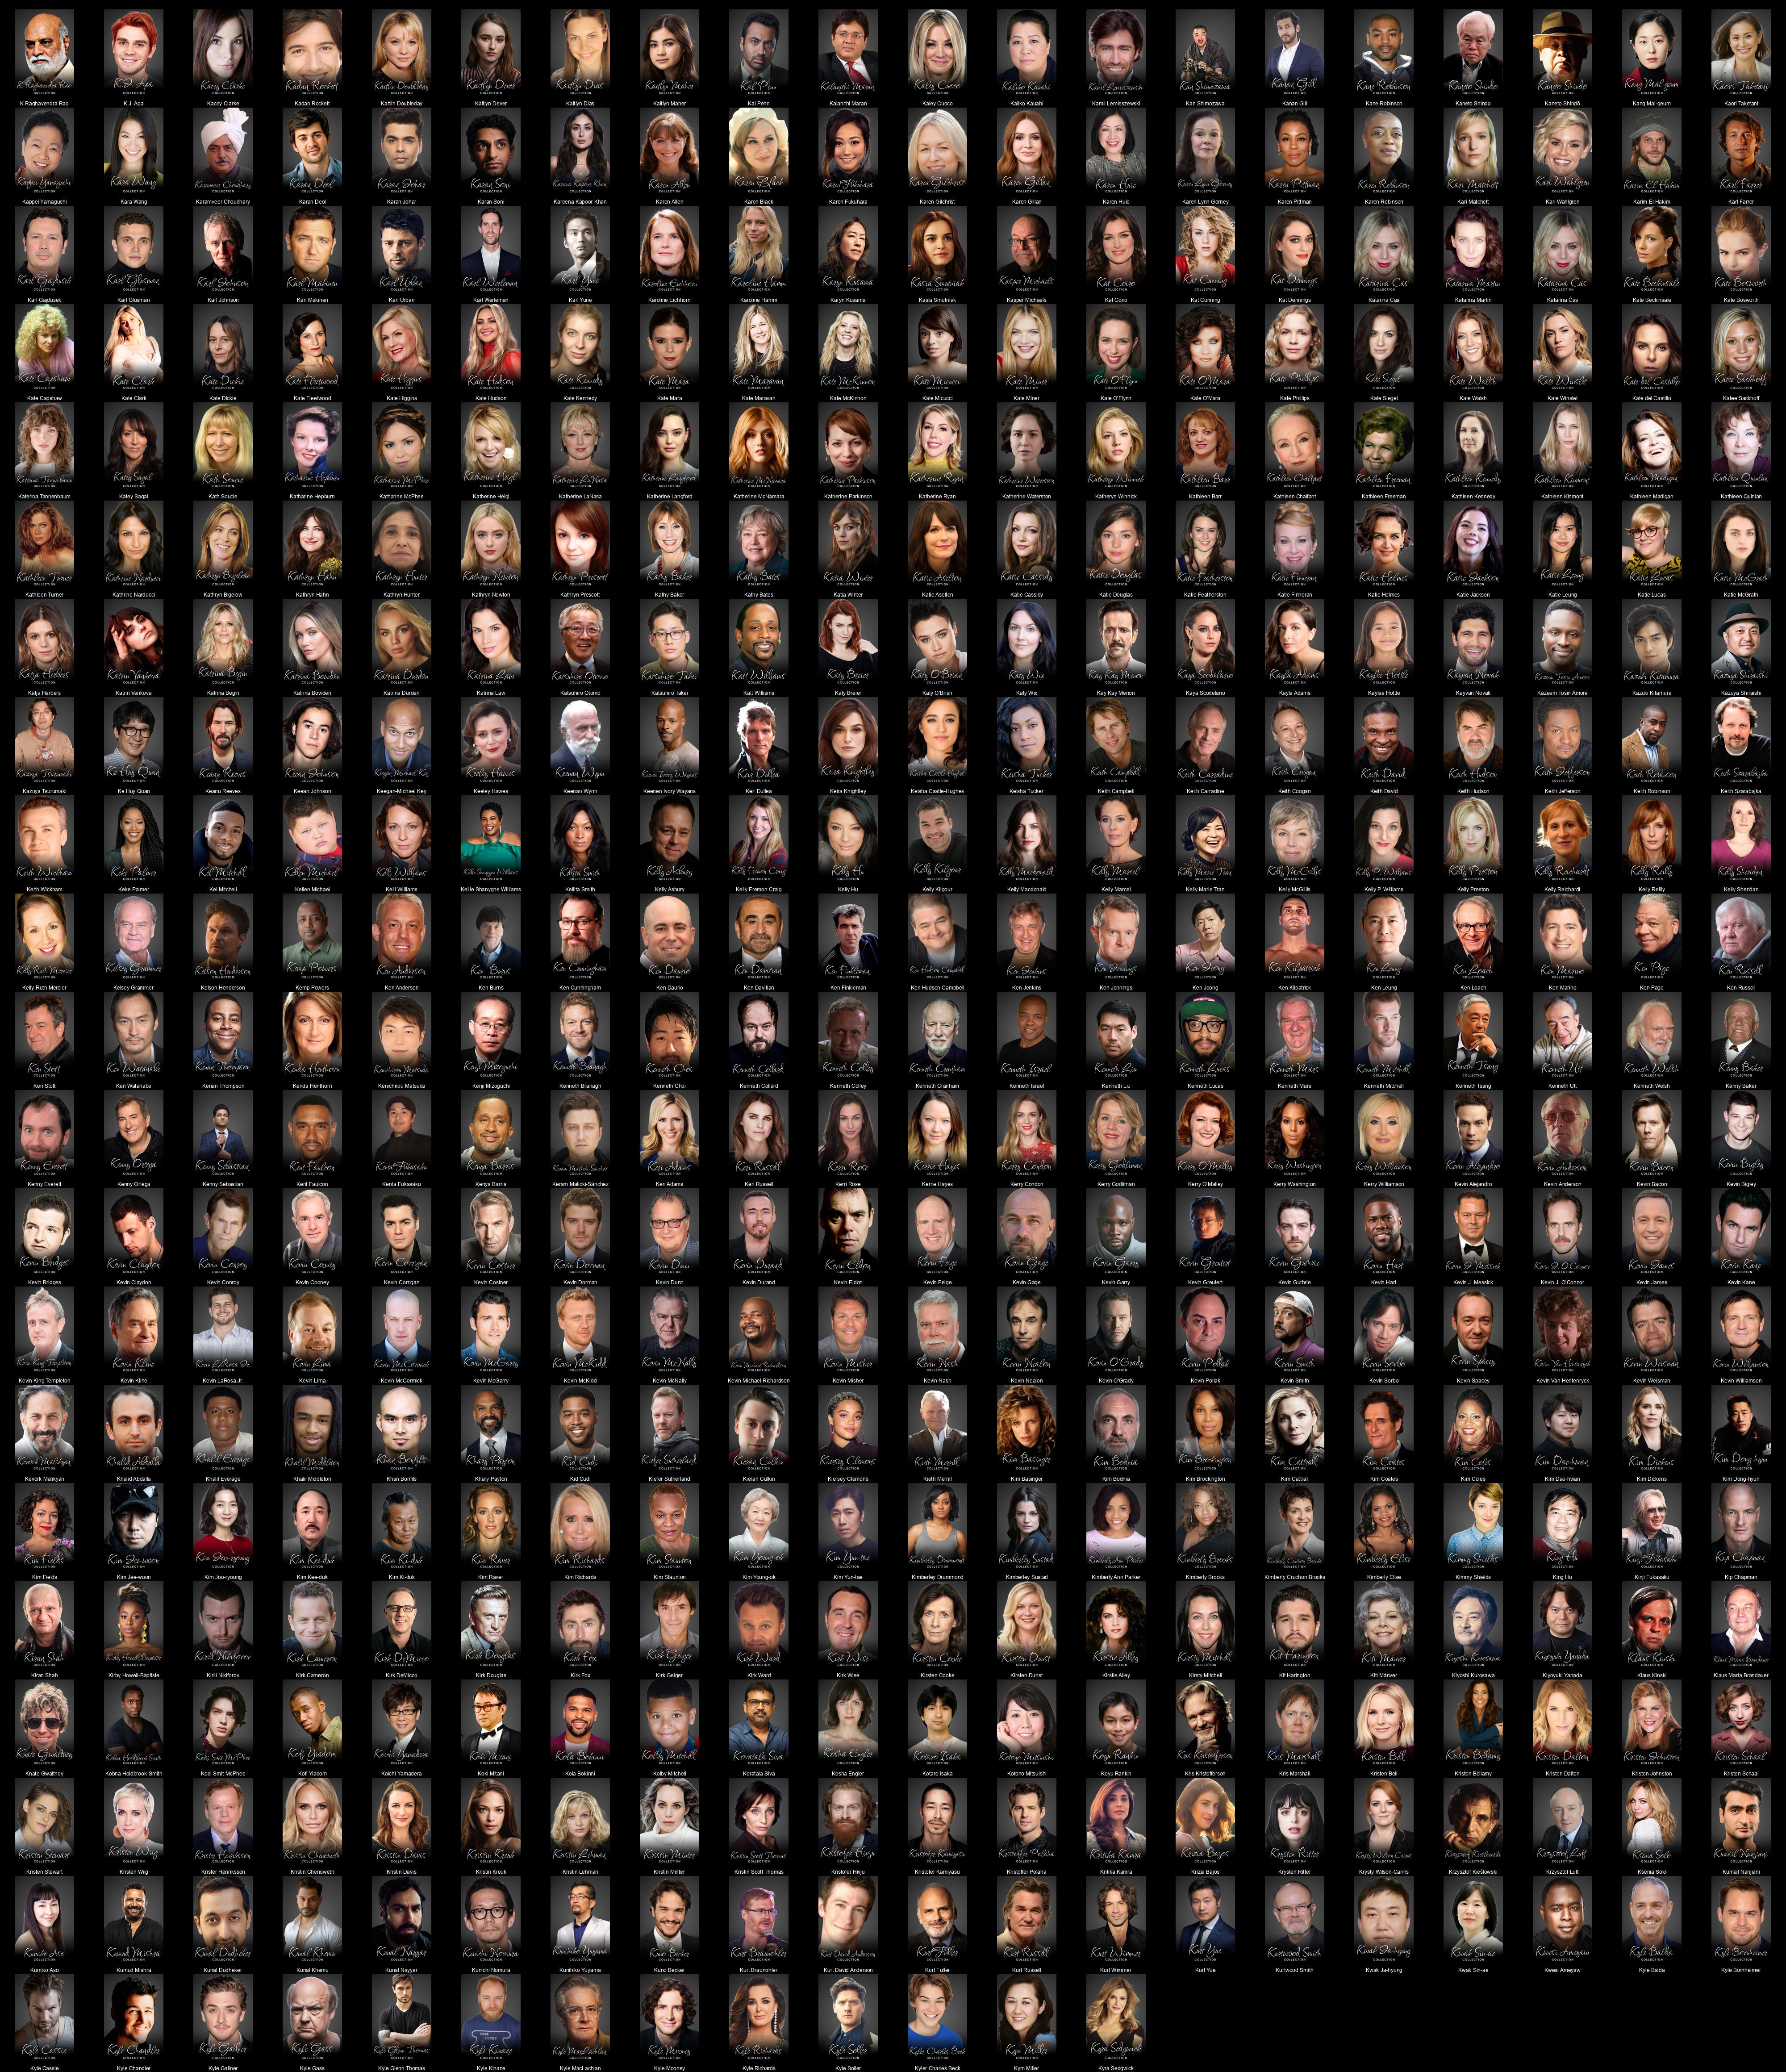 K Raghavendra Rao K.J. Apa Kacey Clarke Kadan Rockett Kaitlin Doubleday Kaitlyn Dever Kaitlyn Dias Kaitlyn Maher Kal Penn Kalanithi Maran Kaley Cuoco Kaliko Kauahi Kamil Lemieszewski Kan Shimozawa Kanan Gill Kane Robinson Kaneto Shindo Kaneto Shindō Kang Mal-geum Kaori Taketani
Kappei Yamaguchi Kara Wang Karamveer Choudhary Karan Deol Karan Johar Karan Soni Kareena Kapoor Khan Karen Allen Karen Black Karen Fukuhara Karen Gilchrist Karen Gillan Karen Huie Karen Lynn Gorney Karen Pittman Karen Robinson Kari Matchett Kari Wahlgren Karim El Hakim Karl Farrer
Karl Gajdusek Karl Glusman Karl Johnson Karl Makinen Karl Urban Karl Werleman Karl Yune Karoline Eichhorn Karoline Hamm Karyn Kusama Kasia Smutniak Kasper Michaels Kat Coiro Kat Cunning Kat Dennings Katarina Cas Katarina Martin Katarina Čas Kate Beckinsale Kate Bosworth
Kate Capshaw Kate Clark Kate Dickie Kate Fleetwood Kate Higgins Kate Hudson Kate Kennedy Kate Mara Kate Maravan Kate McKinnon Kate Micucci Kate Miner Kate O'Flynn Kate O'Mara Kate Phillips Kate Siegel Kate Walsh Kate Winslet Kate del Castillo Katee Sackhoff
Katerina Tannenbaum Katey Sagal Kath Soucie Katharine Hepburn Katharine McPhee Katherine Heigl Katherine LaNasa Katherine Langford Katherine McNamara Katherine Parkinson Katherine Ryan Katherine Waterston Katheryn Winnick Kathleen Barr Kathleen Chalfant Kathleen Freeman Kathleen Kennedy Kathleen Kinmont Kathleen Madigan Kathleen Quinlan
Kathleen Turner Kathrine Narducci Kathryn Bigelow Kathryn Hahn Kathryn Hunter Kathryn Newton Kathryn Prescott Kathy Baker Kathy Bates Katia Winter Katie Aselton Katie Cassidy Katie Douglas Katie Featherston Katie Finneran Katie Holmes Katie Jackson Katie Leung Katie Lucas Katie McGrath
Katja Herbers Katrin Vankova Katrina Begin Katrina Bowden Katrina Durden Katrina Law Katsuhiro Otomo Katsuhiro Takei Katt Williams Katy Breier Katy O'Brian Katy Wix Kay Kay Menon Kaya Scodelario Kayla Adams Kaylee Hottle Kayvan Novak Kazeem Tosin Amore Kazuki Kitamura Kazuya Shiraishi
Kazuya Tsurumaki Ke Huy Quan Keanu Reeves Keean Johnson Keegan-Michael Key Keeley Hawes Keenan Wynn Keenen Ivory Wayans Keir Dullea Keira Knightley Keisha Castle-Hughes Keisha Tucker Keith Campbell Keith Carradine Keith Coogan Keith David Keith Hudson Keith Jefferson Keith Robinson Keith Szarabajka
Keith Wickham Keke Palmer Kel Mitchell Kellen Michael Kelli Williams Kellie Shanygne Williams Kellita Smith Kelly Asbury Kelly Fremon Craig Kelly Hu Kelly Kilgour Kelly Macdonald Kelly Marcel Kelly Marie Tran Kelly McGillis Kelly P. Williams Kelly Preston Kelly Reichardt Kelly Reilly Kelly Sheridan
Kelly-Ruth Mercier Kelsey Grammer Kelson Henderson Kemp Powers Ken Anderson Ken Burns Ken Cunningham Ken Daurio Ken Davitian Ken Finkleman Ken Hudson Campbell Ken Jenkins Ken Jennings Ken Jeong Ken Kilpatrick Ken Leung Ken Loach Ken Marino Ken Page Ken Russell
Ken Stott Ken Watanabe Kenan Thompson Kenda Henthorn Kenichirou Matsuda Kenji Mizoguchi Kenneth Branagh Kenneth Choi Kenneth Collard Kenneth Colley Kenneth Cranham Kenneth Israel Kenneth Liu Kenneth Lucas Kenneth Mars Kenneth Mitchell Kenneth Tsang Kenneth Utt Kenneth Welsh Kenny Baker
Kenny Everett Kenny Ortega Kenny Sebastian Kent Faulcon Kenta Fukasaku Kenya Barris Keram Malicki-Sánchez Keri Adams Keri Russell Kerri Rose Kerrie Hayes Kerry Condon Kerry Godliman Kerry O'Malley Kerry Washington Kerry Williamson Kevin Alejandro Kevin Anderson Kevin Bacon Kevin Bigley
Kevin Bridges Kevin Claydon Kevin Conroy Kevin Cooney Kevin Corrigan Kevin Costner Kevin Dorman Kevin Dunn Kevin Durand Kevin Eldon Kevin Feige Kevin Gage Kevin Garry Kevin Greutert Kevin Guthrie Kevin Hart Kevin J. Messick Kevin J. O'Connor Kevin James Kevin Kane
Kevin King Templeton Kevin Kline Kevin LaRosa Jr. Kevin Lima Kevin McCormick Kevin McGarry Kevin McKidd Kevin McNally Kevin Michael Richardson Kevin Misher Kevin Nash Kevin Nealon Kevin O'Grady Kevin Pollak Kevin Smith Kevin Sorbo Kevin Spacey Kevin Van Hentenryck Kevin Weisman Kevin Williamson
Kevork Malikyan Khalid Abdalla Khalil Everage Khalil Middleton Khan Bonfils Khary Payton Kid Cudi Kiefer Sutherland Kieran Culkin Kiersey Clemons Kieth Merrill Kim Basinger Kim Bodnia Kim Brockington Kim Cattrall Kim Coates Kim Coles Kim Dae-hwan Kim Dickens Kim Dong-hyun
Kim Fields Kim Jee-woon Kim Joo-ryoung Kim Kee-duk Kim Ki-duk Kim Raver Kim Richards Kim Staunton Kim Young-ok Kim Yun-tae Kimberley Drummond Kimberley Sustad Kimberly Ann Parker Kimberly Brooks Kimberly Cruchon Brooks Kimberly Elise Kimmy Shields King Hu Kinji Fukasaku Kip Chapman
Kiran Shah Kirby Howell-Baptiste Kirill Nikiforov Kirk Cameron Kirk DeMicco Kirk Douglas Kirk Fox Kirk Geiger Kirk Ward Kirk Wise Kirsten Cooke Kirsten Dunst Kirstie Alley Kirsty Mitchell Kit Harington Kiti Mánver Kiyoshi Kurosawa Kiyoyuki Yanada Klaus Kinski Klaus Maria Brandauer
Knate Gwaltney Kobna Holdbrook-Smith Kodi Smit-McPhee Kofi Yiadom Koichi Yamadera Koki Mitani Kola Bokinni Kolby Mitchell Koratala Siva Kosha Engler Kotaro Isaka Kotono Mitsuishi Koyu Rankin Kris Kristofferson Kris Marshall Kristen Bell Kristen Bellamy Kristen Dalton Kristen Johnston Kristen Schaal
Kristen Stewart Kristen Wiig Krister Henriksson Kristin Chenoweth Kristin Davis Kristin Kreuk Kristin Lehman Kristin Minter Kristin Scott Thomas Kristofer Hivju Kristofer Kamiyasu Kristoffer Polaha Kritika Kamra Krizia Bajos Krysten Ritter Krysty Wilson-Cairns Krzysztof Kieślowski Krzysztof Luft Ksenia Solo Kumail Nanjiani
Kumiko Aso Kumud Mishra Kunal Dudheker Kunal Khemu Kunal Nayyar Kunichi Nomura Kunihiko Yuyama Kuno Becker Kurt Braunohler Kurt David Anderson Kurt Fuller Kurt Russell Kurt Wimmer Kurt Yue Kurtwood Smith Kwak Ja-hyung Kwak Sin-ae Kwesi Ameyaw Kyle Balda Kyle Bornheimer
Kyle Cassie Kyle Chandler Kyle Gallner Kyle Gass Kyle Glenn Thomas Kyle Kinane Kyle MacLachlan Kyle Mooney Kyle Richards Kyle Soller Kyler Charles Beck Kym Miller Kyra Sedgwick